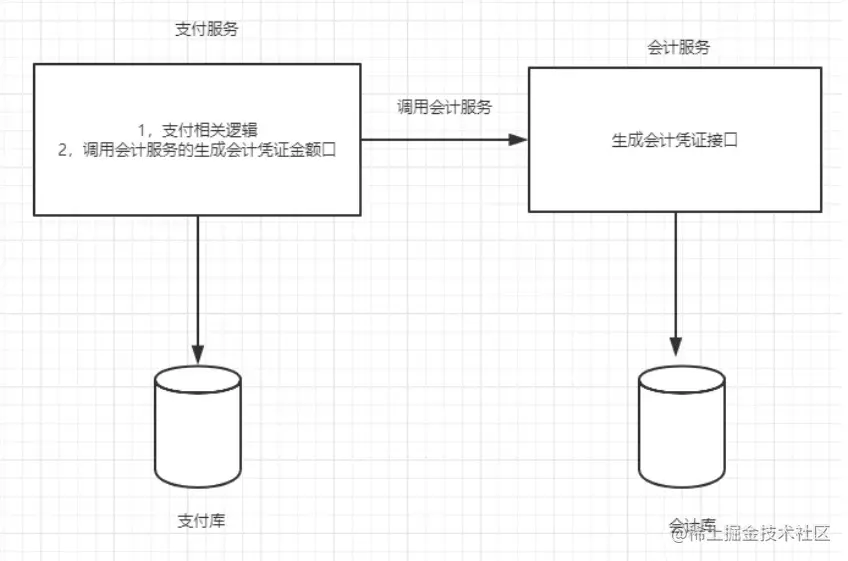 支付服务
会计服务
1，支付相关逻辑
2，调用会计服务的生成会计凭证金额口
调用会计服务
生成会计凭证接口
支付库
会计库
@稀土掘金技术社区